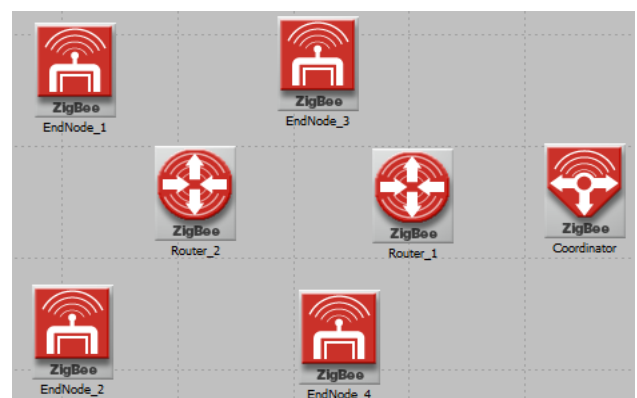 ZigBee
EndNode_1
ZigBee
EndNode_3
ZigBee
Router_2
ZigBee
Router_1
ZigBee
Coordinator
ZigBee
EndNode_2
ZigBee
EndNode_4